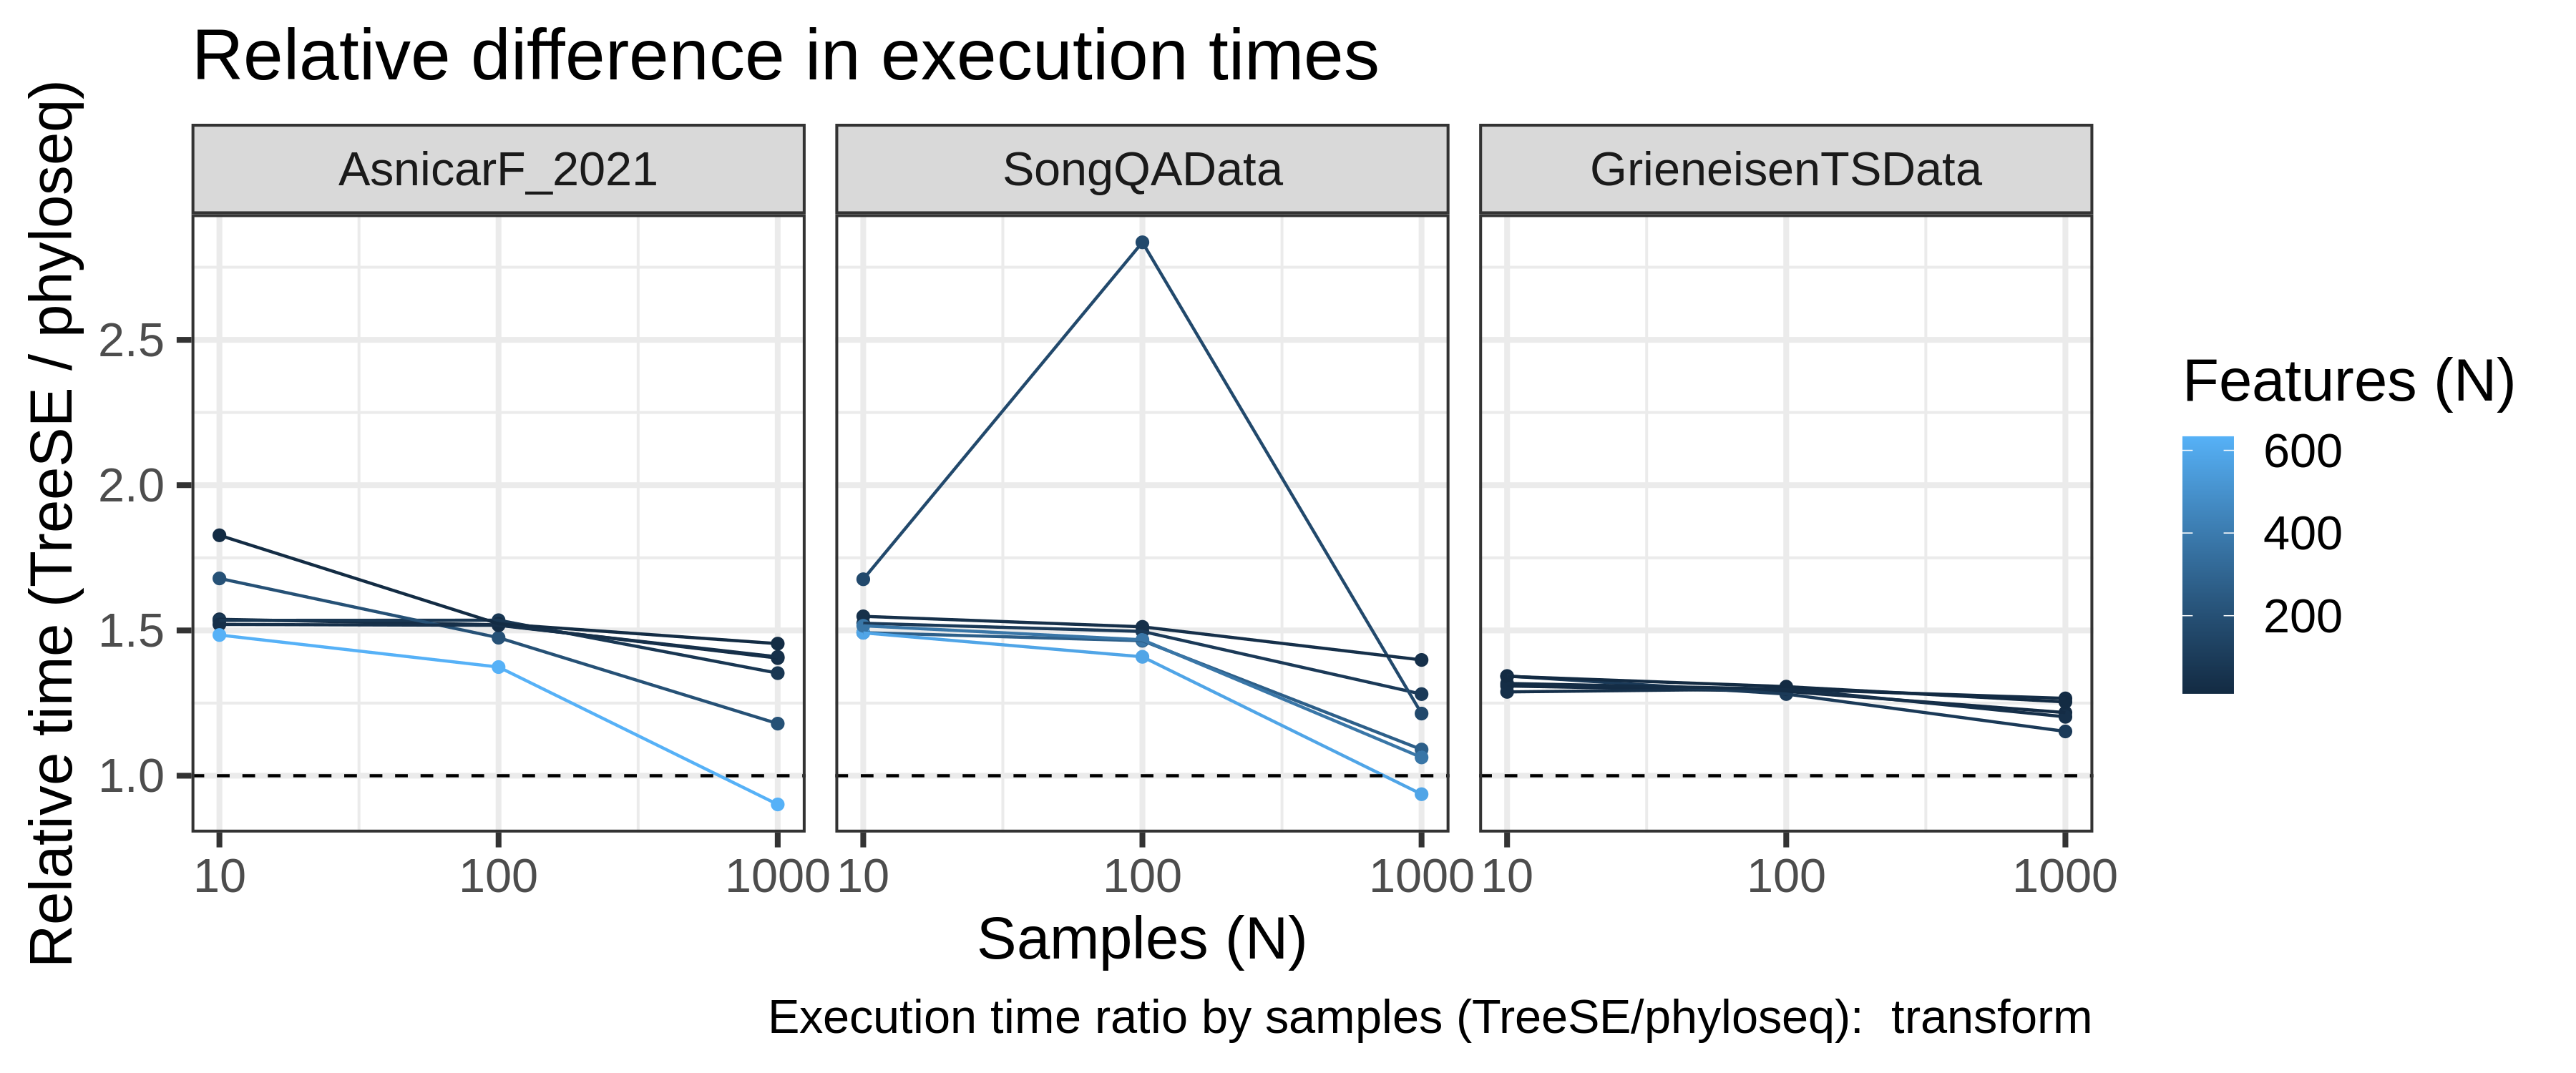 Relative difference in execution times
Relative time (TreeSE / phyloseq)
AsnicarF_2021
SongQAData
GrieneisenTSData
2.5
2.0
1.5
1.0
10 100 1000
10 100 1000
10 100 1000
Samples (N)
Features (N)
600
400
200
Execution time ratio by samples (TreeSE/phyloseq):  transform